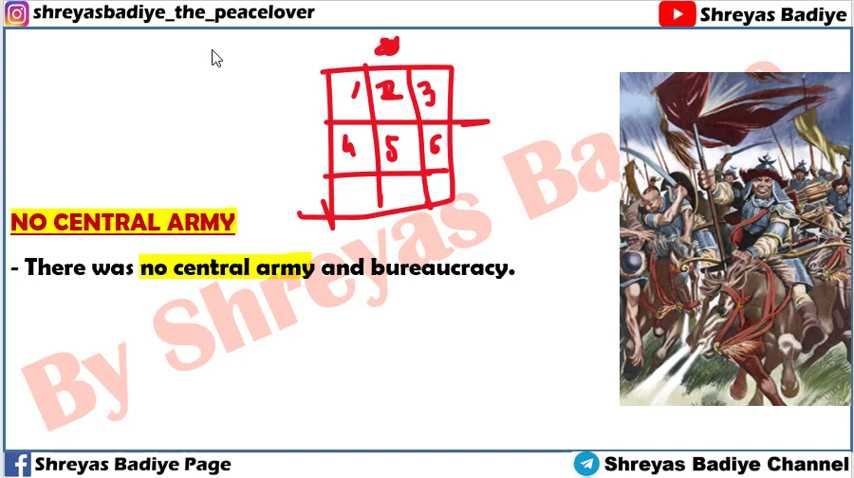 shreyasbadiye_the_peacelover
Shreyas Badiye
1 2 3
4 5 6
NO CENTRAL ARMY
- There was no central army and bureaucracy.
By Shreyas Ba
Shreyas Badiye Page
Shreyas Badiye Channel